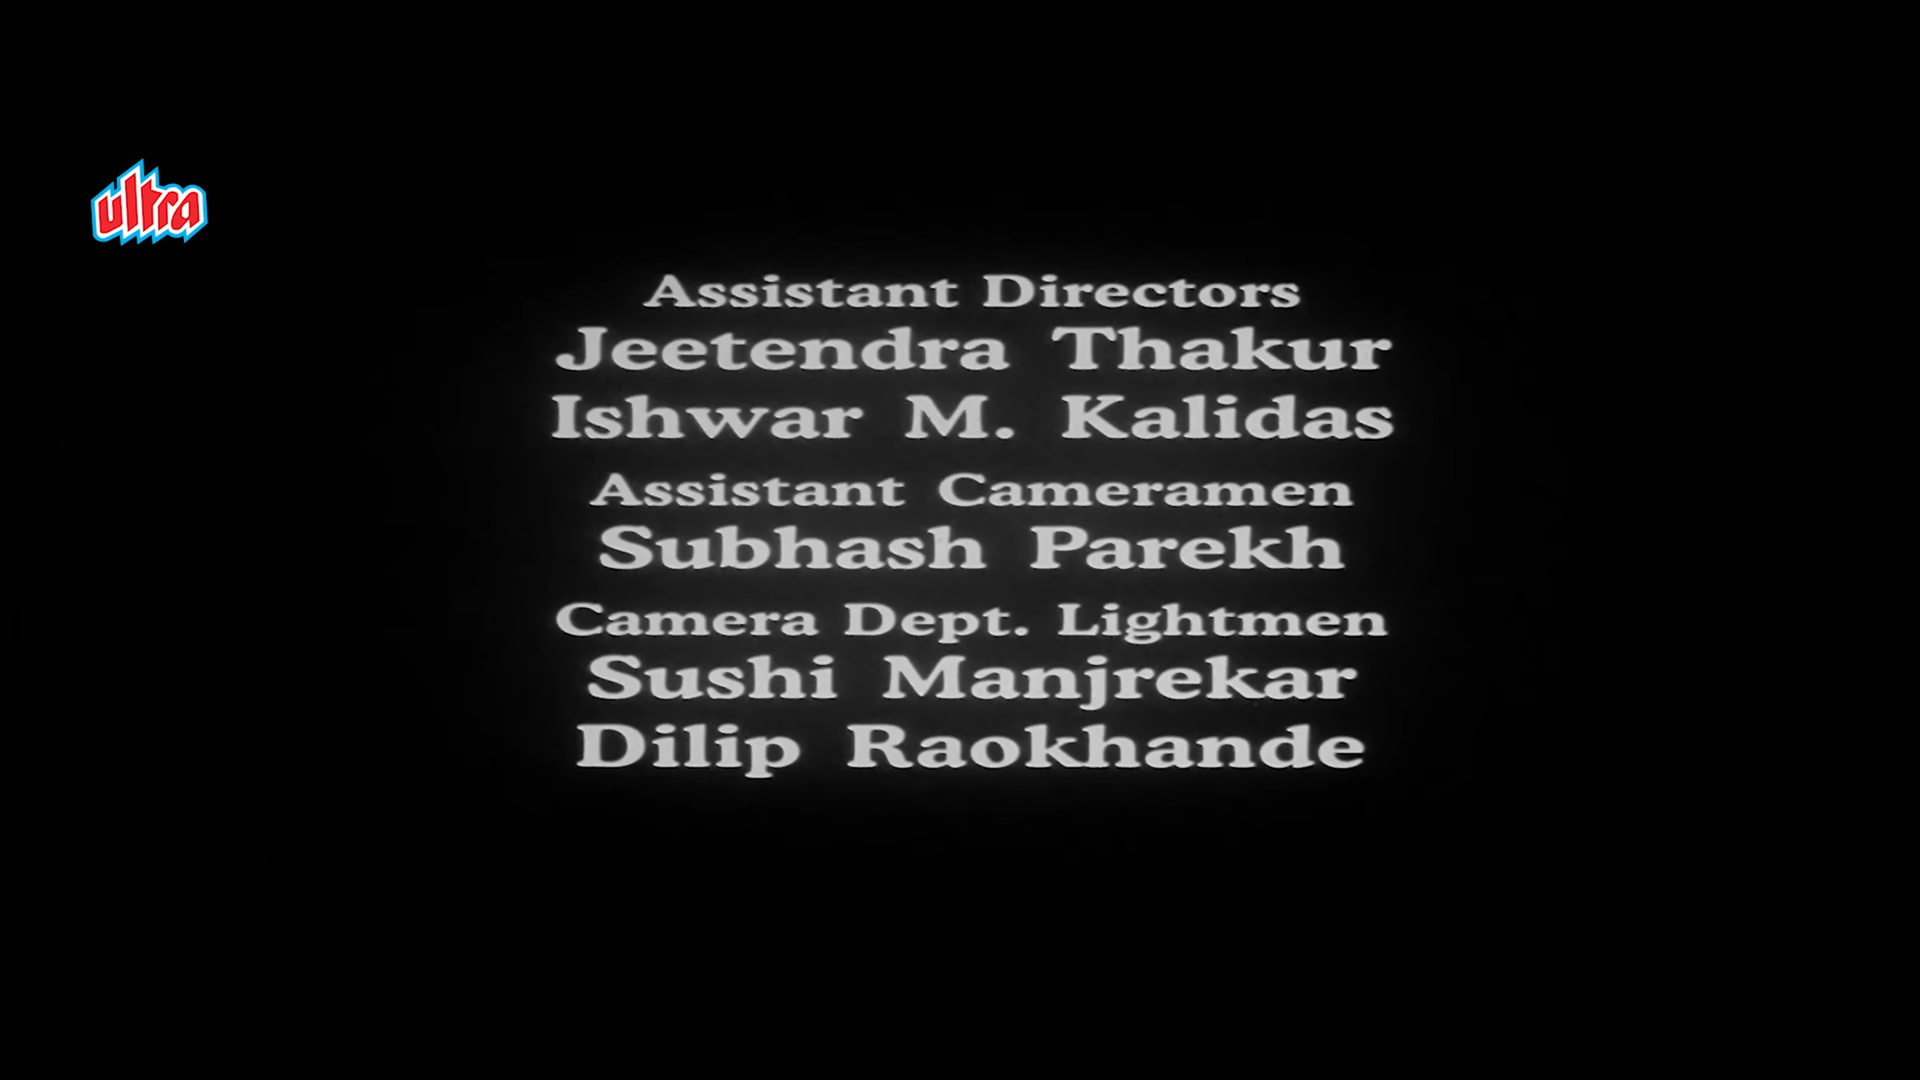 ultra
Assistant Directors
Jeetendra Thakur
Ishwar M. Kalidas
Assistant Cameramen
Subhash Parekh
Camera Dept. Lightmen
Sushi Manjrekar
Dilip Raokhande